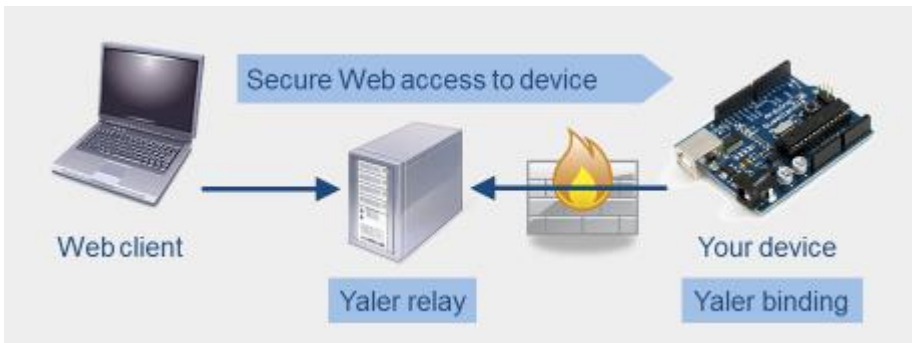 Secure Web access to device
Web client
Your device
Yaler relay
Yaler binding